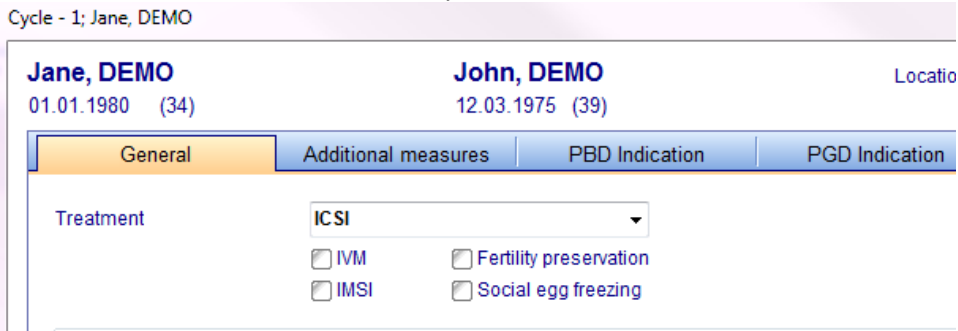 Cycle - 1; Jane, DEMO
Jane, DEMO John, DEMO Locatio
01.01.1980 (34) 12.03.1975 (39)
General Additional measures PBD Indication PGD Indication
Treatment ICSI
IVM Fertility preservation
IMSI Social egg freezing